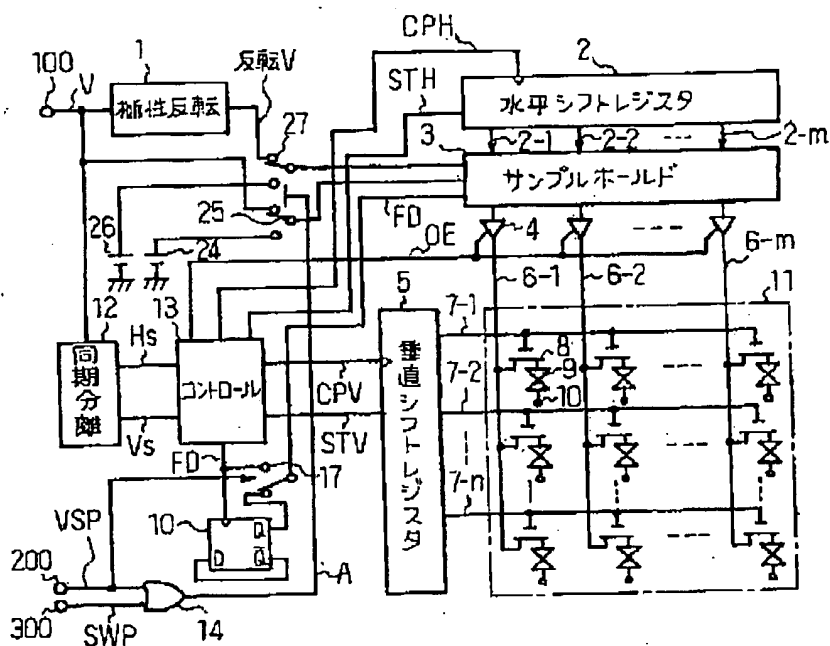 CPH
100
V
1
極性反転
反転V
STH
27
2
水平シフトレジスタ
2-1
2-2
2-m
3
サンプルホールド
FD
25
26
24
OE
4
6-1
6-2
6-m
5
11
12
同期分離
Hs
Vs
13
コントロール
CPV
STV
垂直シフトレジスタ
7-1
7-2
7-n
8
9
10
FD
17
10
D
Q
Q̅
A
VSP
200
300
SWP
14